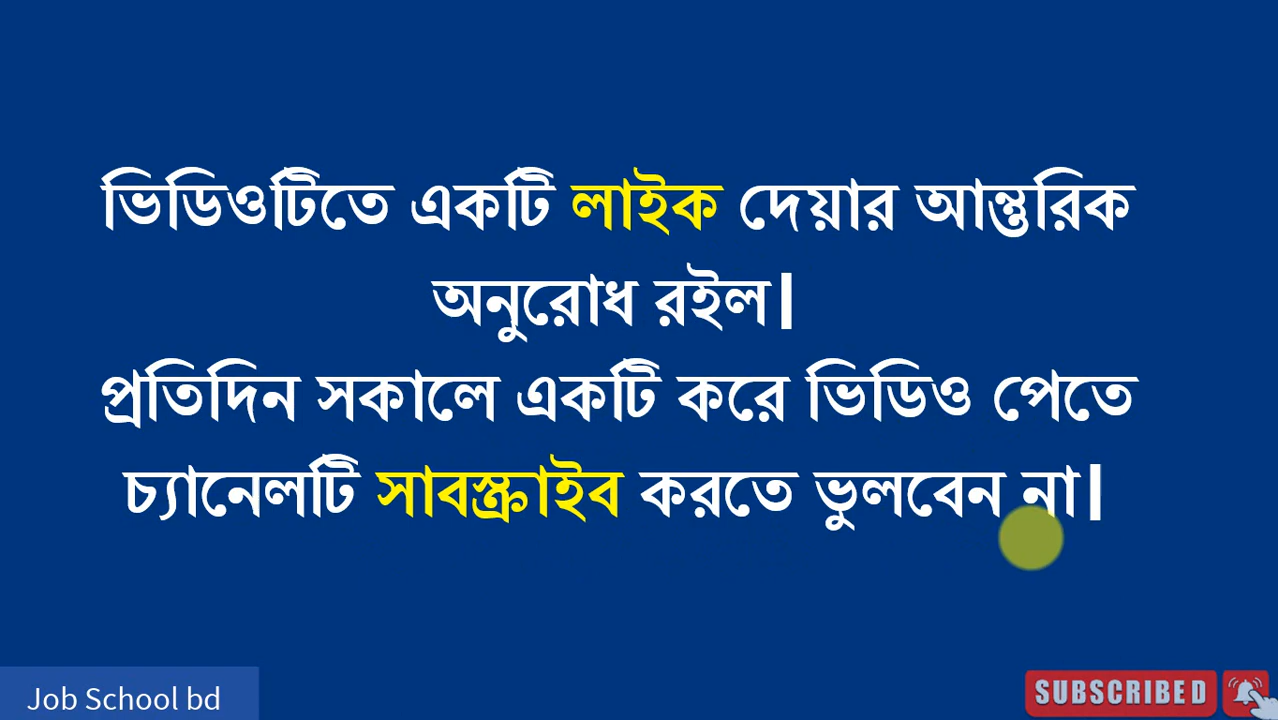 ভিডিওটিতে একটি লাইক দেয়ার আন্তুরিক
অনুরোধ রইল।
প্রতিদিন সকালে একটি করে ভিডিও পেতে
চ্যানেলটি সাবস্ক্রাইব করতে ভুলবেন না।
Job School bd
SUBSCRIBED